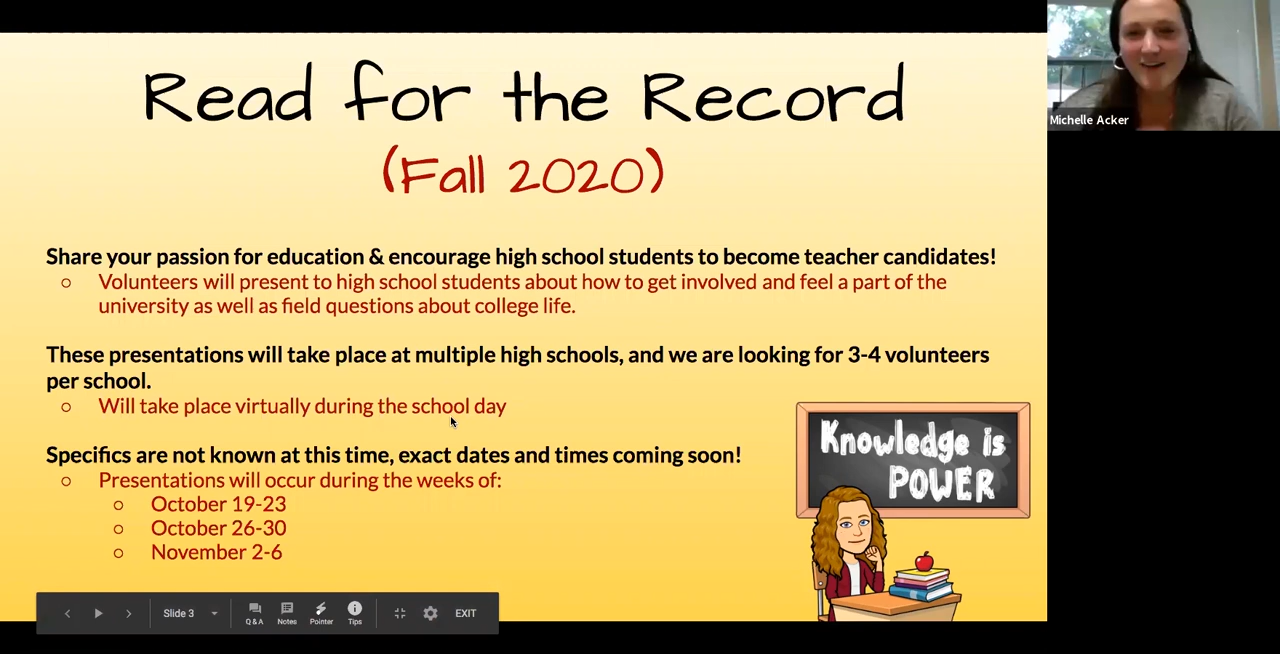 Read for the Record
(Fall 2020)
Michelle Acker
Share your passion for education & encourage high school students to become teacher candidates!
○ Volunteers will present to high school students about how to get involved and feel a part of the
university as well as field questions about college life.
These presentations will take place at multiple high schools, and we are looking for 3-4 volunteers
per school.
○ Will take place virtually during the school day
Specifics are not known at this time, exact dates and times coming soon!
○ Presentations will occur during the weeks of:
○ October 19-23
○ October 26-30
○ November 2-6
Knowledge is
POWER
Slide 3
Q & A
Notes
Pointer
Tips
EXIT